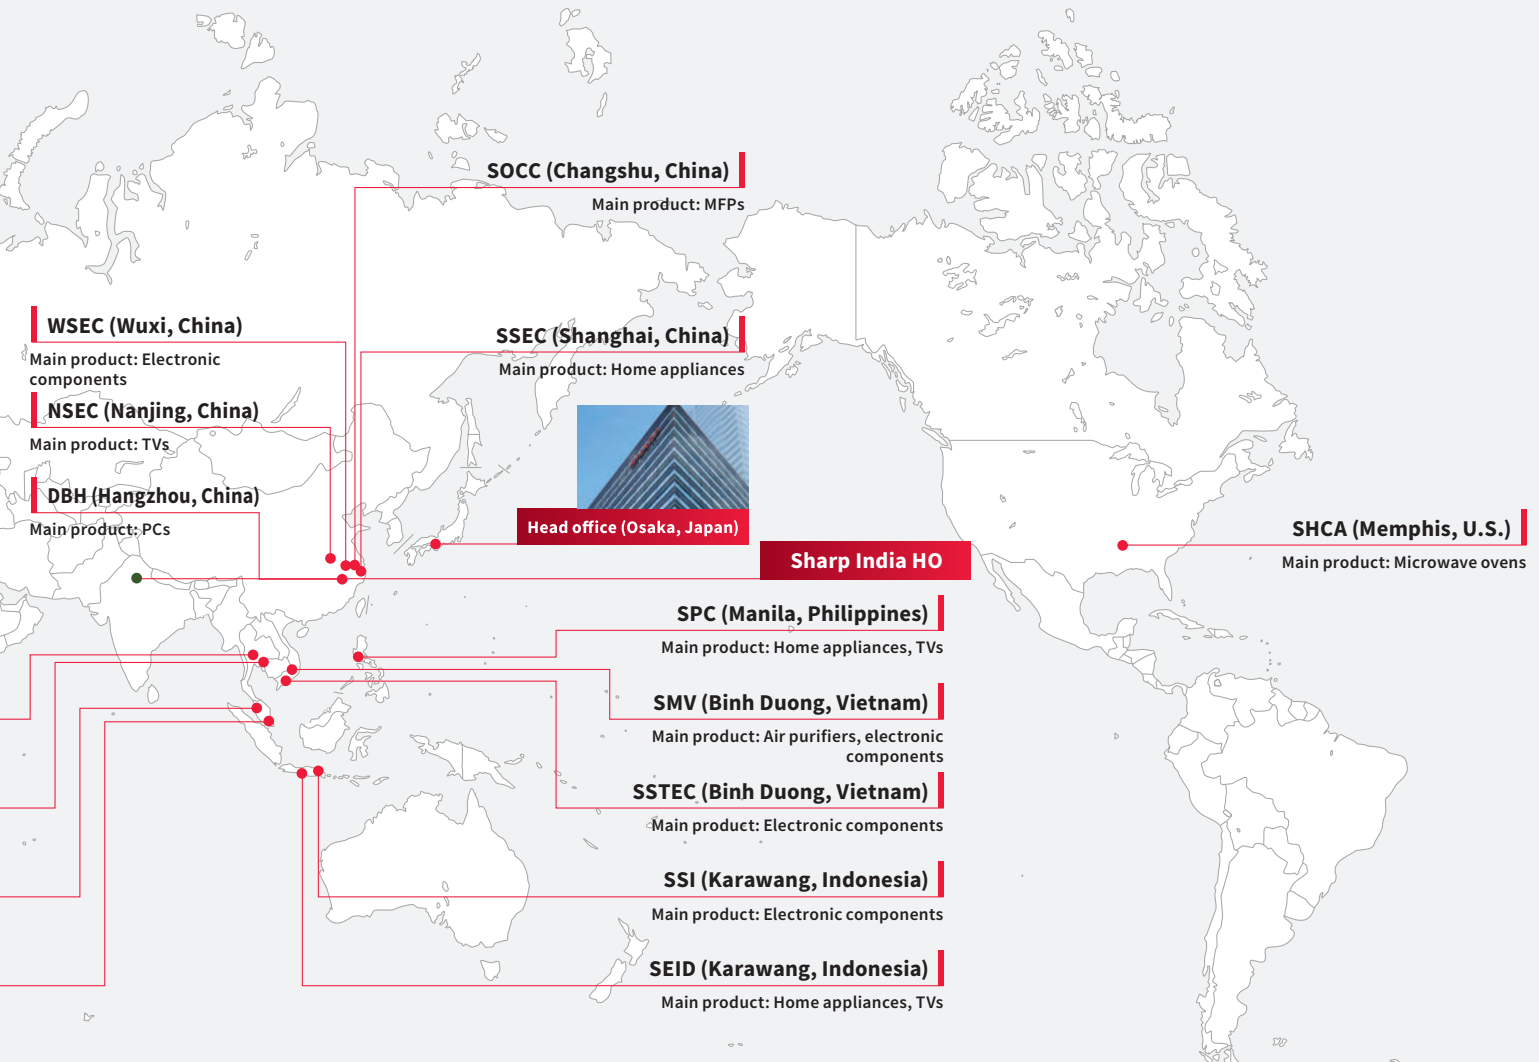 SOCC (Changshu, China)
Main product: MFPs
WSEC (Wuxi, China)
Main product: Electronic
components
SSEC (Shanghai, China)
Main product: Home appliances
NSEC (Nanjing, China)
Main product: TVs
DBH (Hangzhou, China)
Main product: PCs
Head office (Osaka, Japan)
SHCA (Memphis, U.S.)
Main product: Microwave ovens
Sharp India HO
SPC (Manila, Philippines)
Main product: Home appliances, TVs
SMV (Binh Duong, Vietnam)
Main product: Air purifiers, electronic
components
SSTEC (Binh Duong, Vietnam)
Main product: Electronic components
SSI (Karawang, Indonesia)
Main product: Electronic components
SEID (Karawang, Indonesia)
Main product: Home appliances, TVs